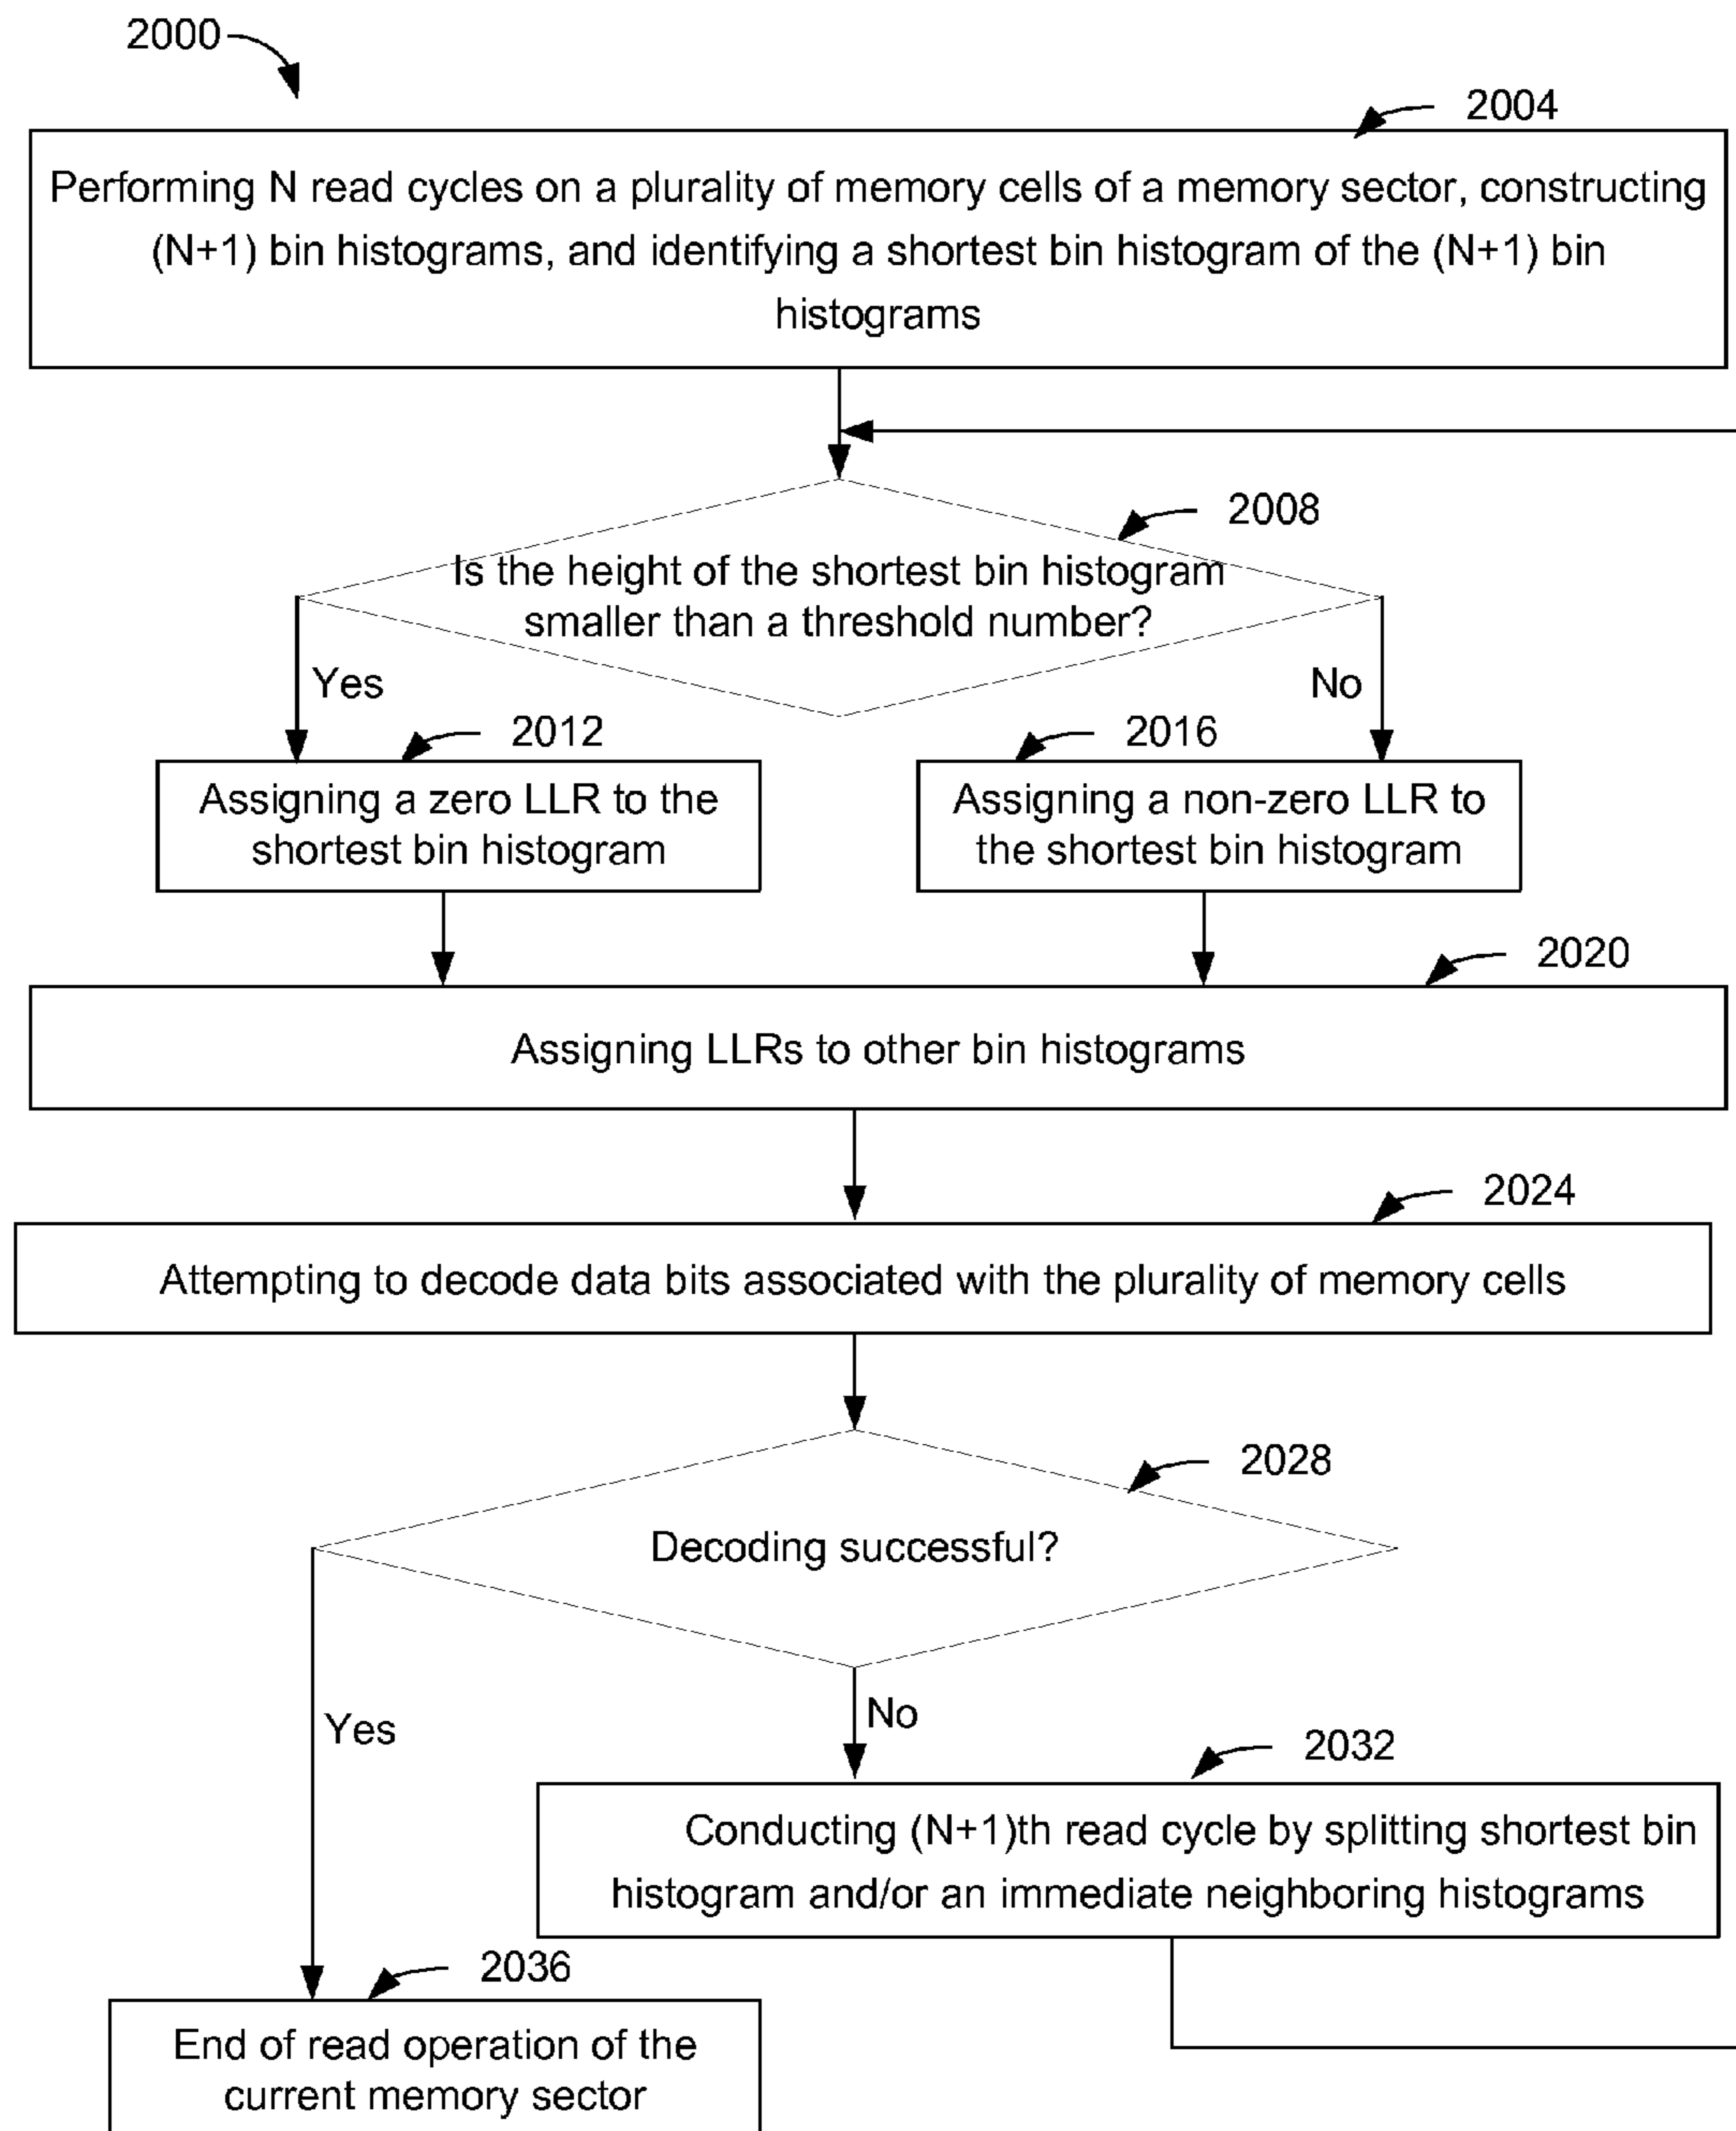 2000
2004
Performing N read cycles on a plurality of memory cells of a memory sector, constructing
(N+1) bin histograms, and identifying a shortest bin histogram of the (N+1) bin
histograms
2008
Is the height of the shortest bin histogram
smaller than a threshold number?
Yes
No
2012
2016
Assigning a zero LLR to the
shortest bin histogram
Assigning a non-zero LLR to
the shortest bin histogram
2020
Assigning LLRs to other bin histograms
2024
Attempting to decode data bits associated with the plurality of memory cells
2028
Decoding successful?
Yes
No
2032
Conducting (N+1)th read cycle by splitting shortest bin
histogram and/or an immediate neighboring histograms
2036
End of read operation of the
current memory sector